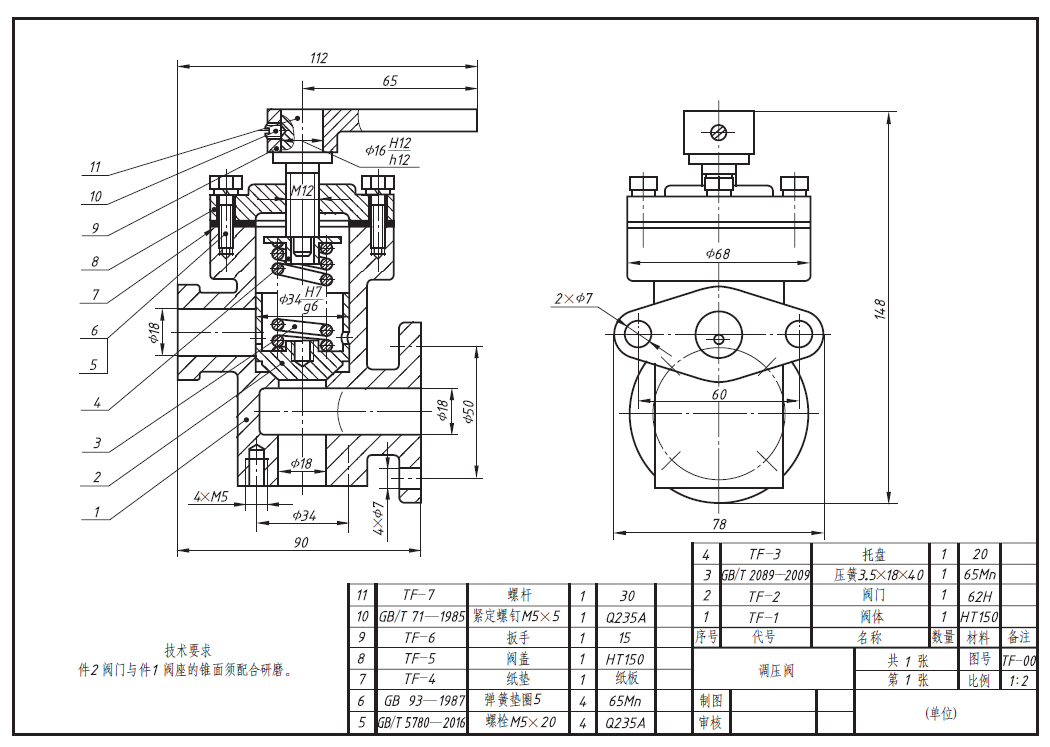 112
65
φ16 H12/h12
M12
11
10
9
8
7
6
5
4
3
2
1
φ34 H7/g6
φ18
φ18
φ50
φ18
4×M5
φ34
4×φ7
90
φ68
2×φ7
148
60
78
技术要求
件2 阀门与件1 阀座的锥面须配合研磨。
4 TF—3 托盘 1 20
3 GB/T 2089—2009 压簧3.5×18×40 1 65Mn
2 TF—2 阀门 1 62H
1 TF—1 阀体 1 HT150
序号 代号 名称 数量 材料 备注
11 TF—7 螺杆 1 30
10 GB/T 71—1985 紧定螺钉M5×5 1 Q235A
9 TF—6 扳手 1 15
8 TF—5 阀盖 1 HT150
7 TF—4 纸垫 1 纸板
6 GB 93—1987 弹簧垫圈5 4 65Mn
5 GB/T 5780—2016 螺栓M5×20 4 Q235A
调压阀
共 1 张 图号 TF—00
第 1 张 比例 1:2
制图
审核
(单位)